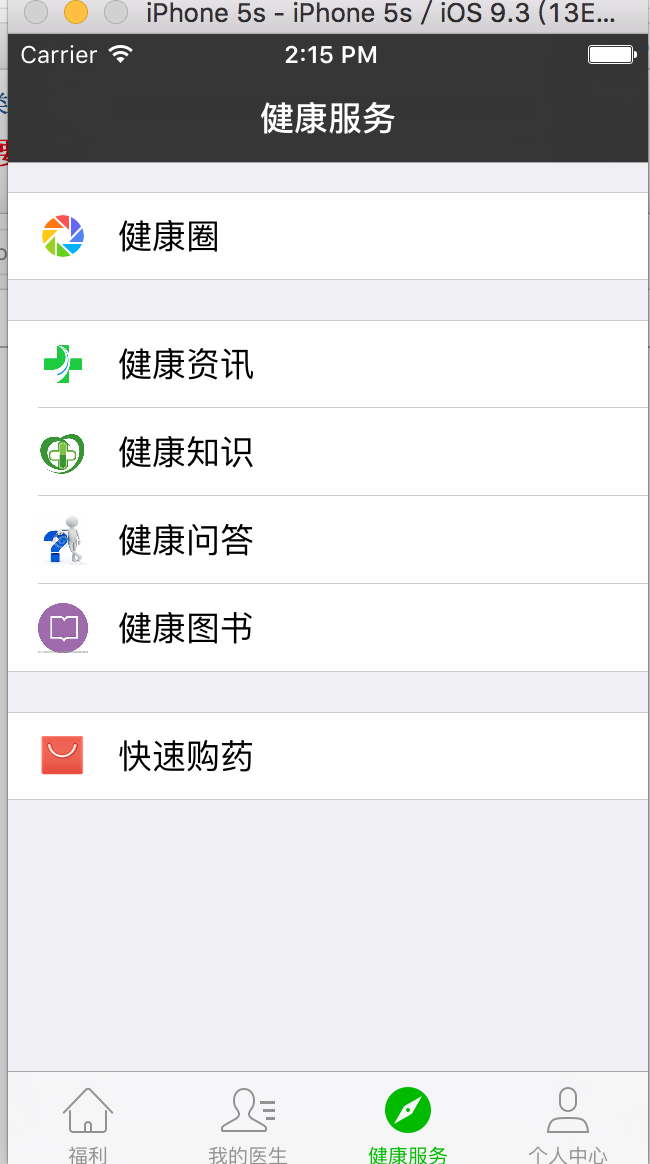 iPhone 5s - iPhone 5s / iOS 9.3 (13E...
Carrier 2:15 PM
健康服务
健康圈
健康资讯
健康知识
健康问答
健康图书
快速购药
福利 我的医生 健康服务 个人中心